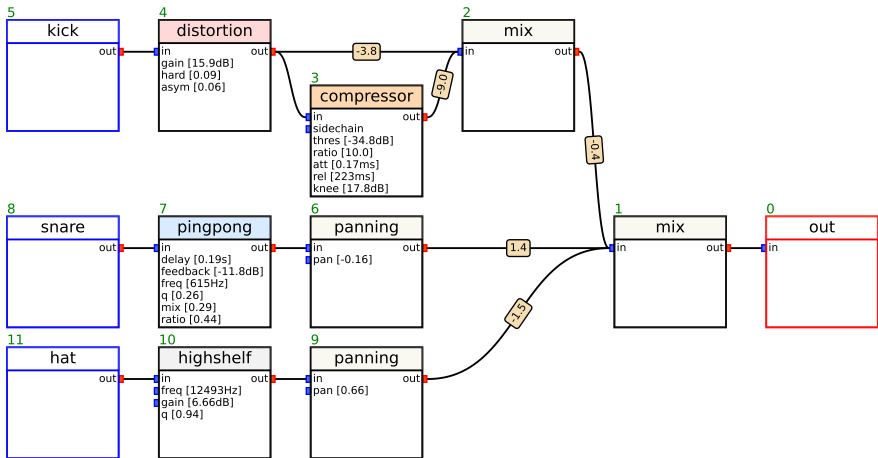 5
kick
out
4
distortion
in out
gain [15.9dB]
hard [0.09]
asym [0.06]
-3.8
3
compressor
in out
sidechain
thres [-34.8dB]
ratio [10.0]
att [0.17ms]
rel [223ms]
knee [17.8dB]
-9.0
2
mix
in out
-0.4
8
snare
out
7
pingpong
in out
delay [0.19s]
feedback [-11.8dB]
freq [615Hz]
q [0.26]
mix [0.29]
ratio [0.44]
6
panning
in out
pan [-0.16]
1.4
1
mix
in out
0
out
in
11
hat
out
10
highshelf
in out
freq [12493Hz]
gain [6.66dB]
q [0.94]
9
panning
in out
pan [0.66]
-1.5